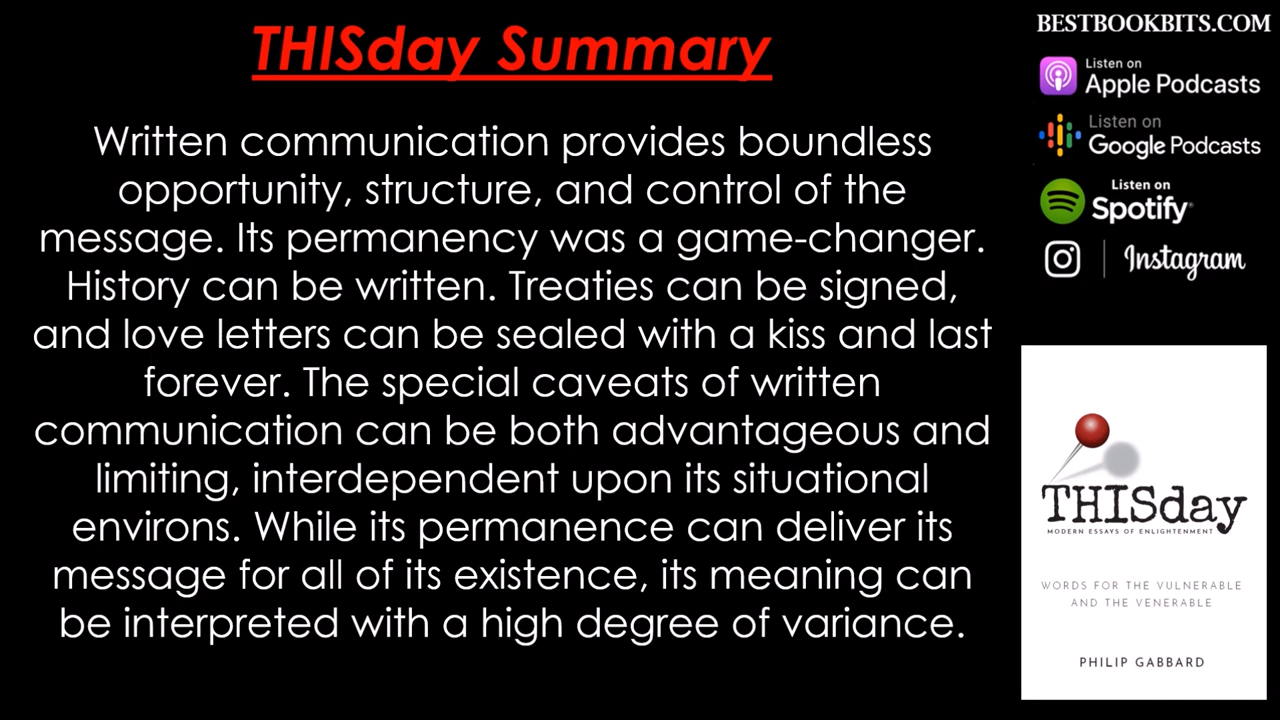 THISday Summary
Written communication provides boundless
opportunity, structure, and control of the
message. Its permanency was a game-changer.
History can be written. Treaties can be signed,
and love letters can be sealed with a kiss and last
forever. The special caveats of written
communication can be both advantageous and
limiting, interdependent upon its situational
environs. While its permanence can deliver its
message for all of its existence, its meaning can
be interpreted with a high degree of variance.
BESTBOOKBITS.COM
Listen on
Apple Podcasts
Listen on
Google Podcasts
Listen on
Spotify
Instagram
THISday
MODERN ESSAYS OF ENLIGHTENMENT
WORDS FOR THE VULNERABLE
AND THE VENERABLE
PHILIP GABBARD